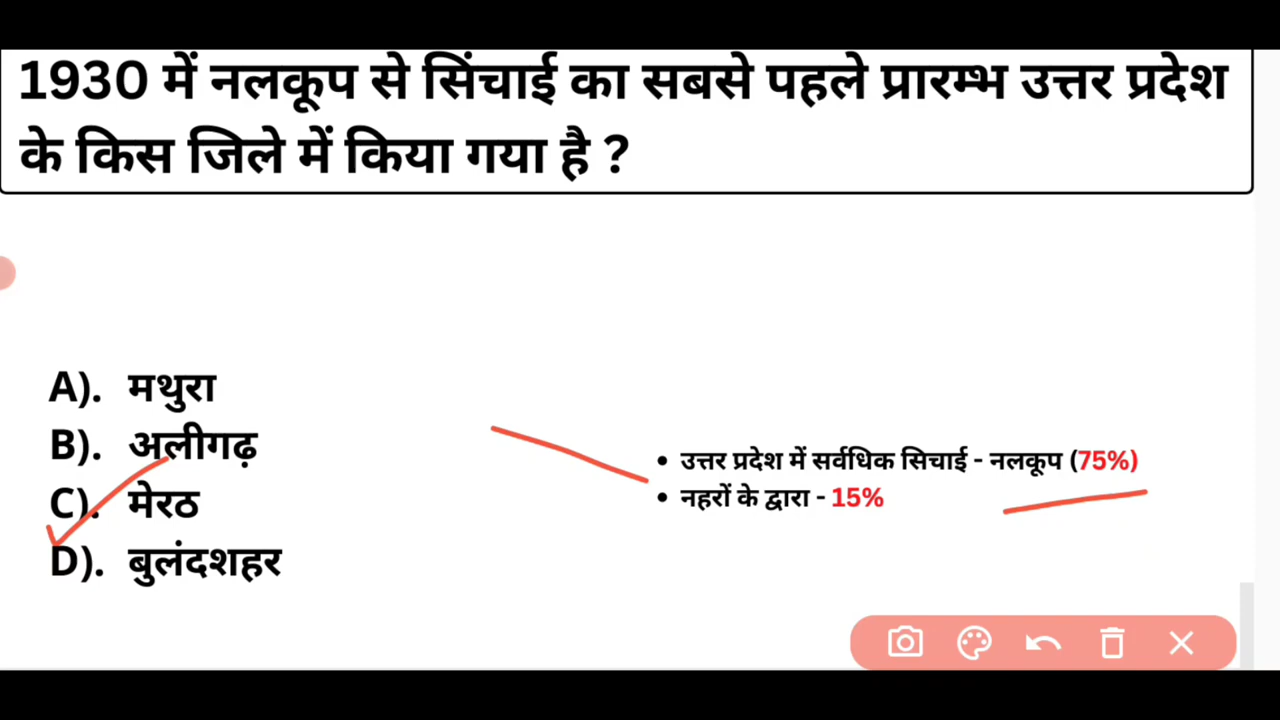 1930 में नलकूप से सिंचाई का सबसे पहले प्रारम्भ उत्तर प्रदेश
के किस जिले में किया गया है ?
A). मथुरा
B). अलीगढ़
C). मेरठ
D). बुलंदशहर
• उत्तर प्रदेश में सर्वधिक सिचाई - नलकूप (75%)
• नहरों के द्वारा - 15%